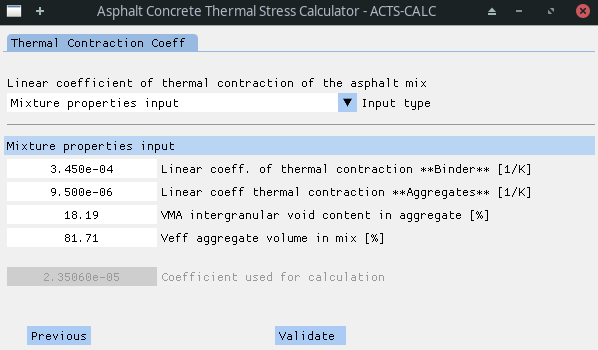 Asphalt Concrete Thermal Stress Calculator - ACTS-CALC
Thermal Contraction Coeff
Linear coefficient of thermal contraction of the asphalt mix
Mixture properties input Input type
Mixture properties input
3.450e-04 Linear coeff. of thermal contraction **Binder** [1/K]
9.500e-06 Linear coeff thermal contraction **Aggregates** [1/K]
18.19 VMA intergranular void content in aggregate [%]
81.71 Veff aggregate volume in mix [%]
2.35060e-05 Coefficient used for calculation
Previous Validate